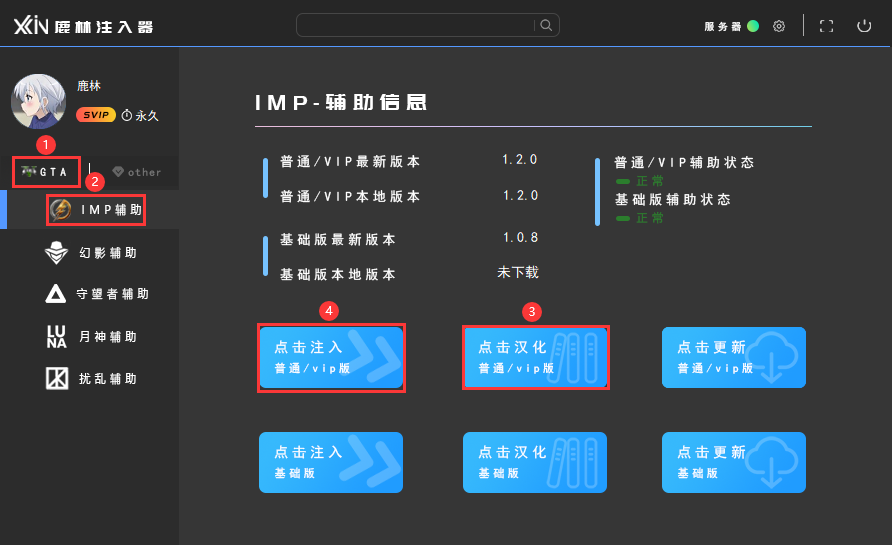 XXIN 鹿林注入器
服务器
鹿林
SVIP 永久
1
GTA
other
2
IMP辅助
幻影辅助
守望者辅助
LUNA 月神辅助
扰乱辅助
IMP-辅助信息
普通/VIP最新版本 1.2.0
普通/VIP本地版本 1.2.0
基础版最新版本 1.0.8
基础版本地版本 未下载
普通/VIP辅助状态
正常
基础版辅助状态
正常
4
点击注入
普通/vip版
3
点击汉化
普通/vip版
点击更新
普通/vip版
点击注入
基础版
点击汉化
基础版
点击更新
基础版